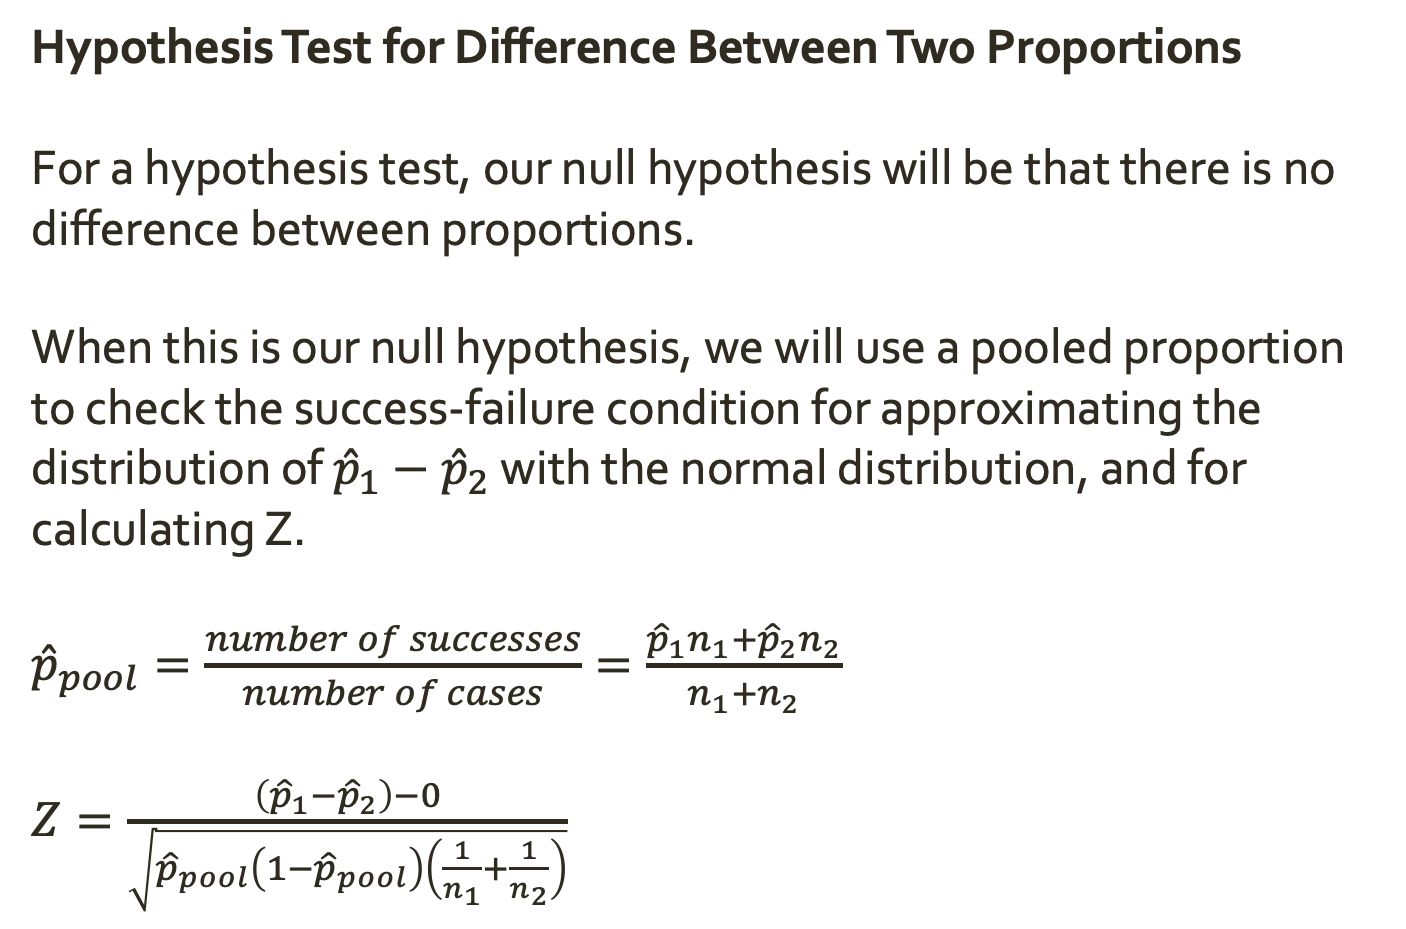 Hypothesis Test for Difference Between Two Proportions
For a hypothesis test, our null hypothesis will be that there is no
difference between proportions.
When this is our null hypothesis, we will use a pooled proportion
to check the success-failure condition for approximating the
distribution of p̂₁ − p̂₂ with the normal distribution, and for
calculating Z.
p̂_pool = (number of successes)/(number of cases) = (p̂₁n₁+p̂₂n₂)/(n₁+n₂)
Z = ((p̂₁−p̂₂)−0)/√(p̂_pool(1−p̂_pool)(1/n₁+1/n₂))